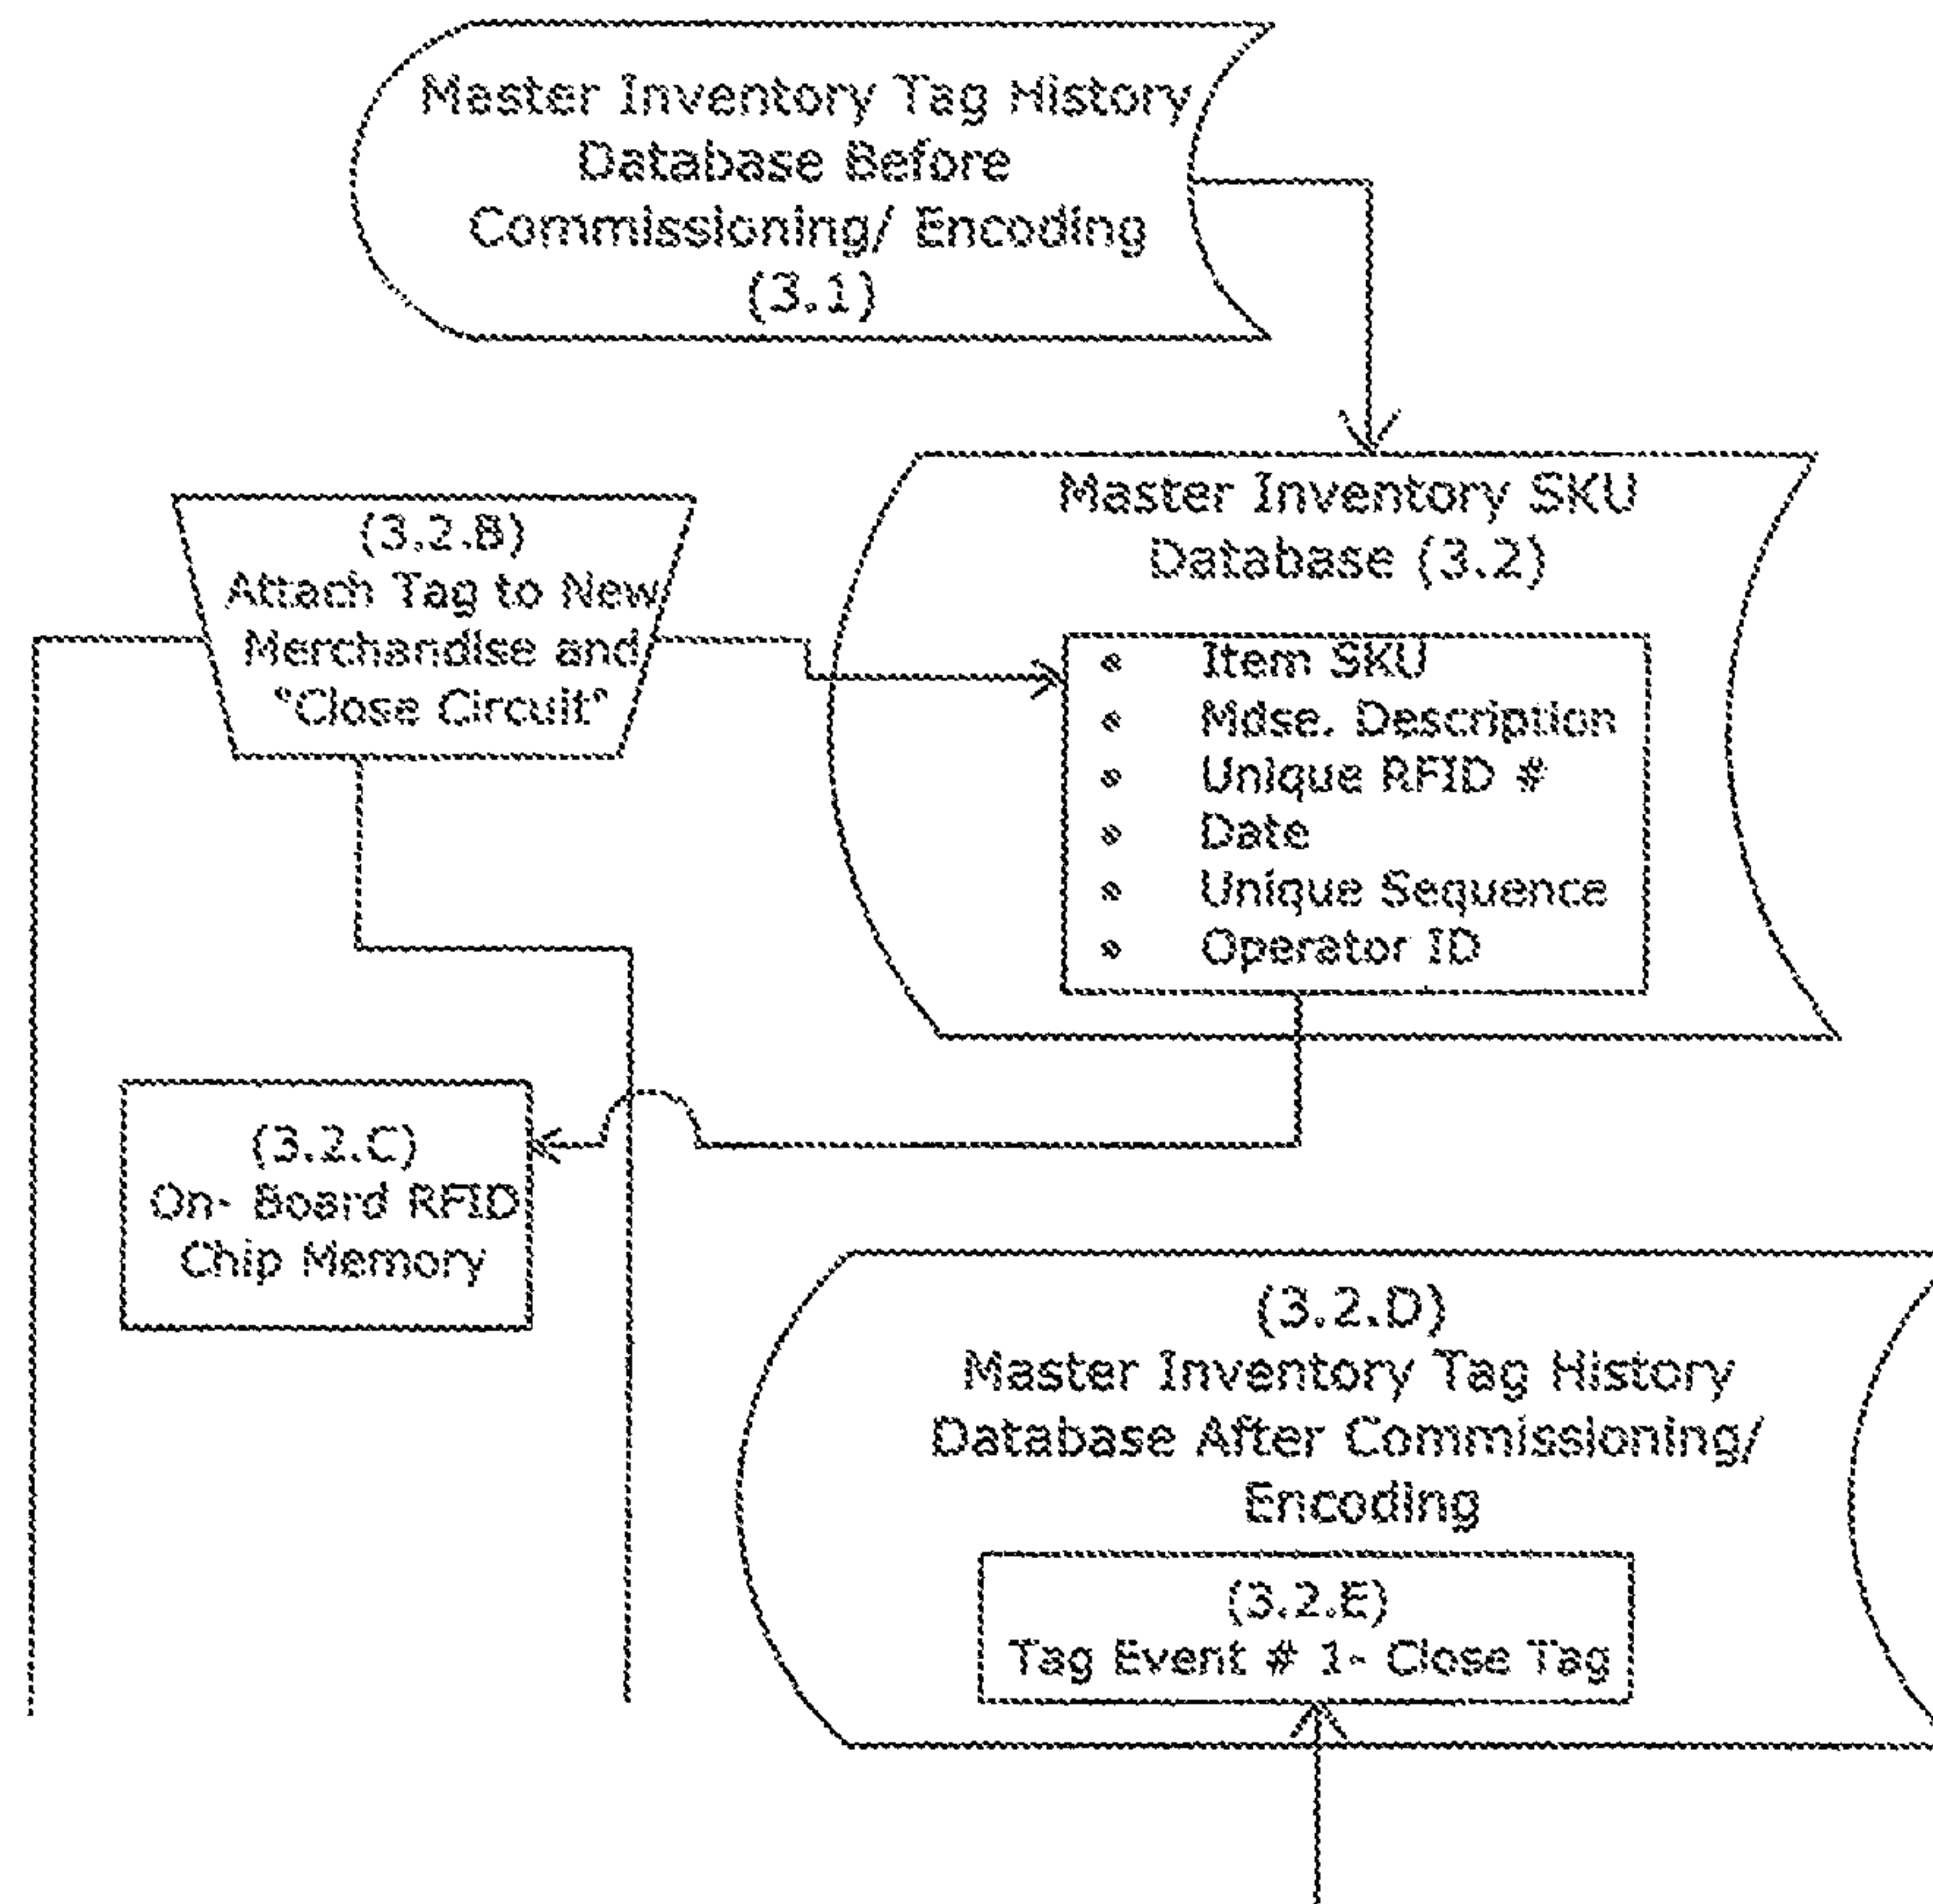 Master Inventory Tag History
Database Before
Commissioning/ Encoding
(3.1)
Master Inventory SKU
Database (3.2)
(3.2.B)
Attach Tag to New
Merchandise and
"Close Circuit"
• Item SKU
• Mdse. Description
• Unique RFID #
• Date
• Unique Sequence
• Operator ID
(3.2.C)
On- Board RFID
Chip Memory
(3.2.D)
Master Inventory Tag History
Database After Commissioning/
Encoding
(3.2.E)
Tag Event # 1- Close Tag